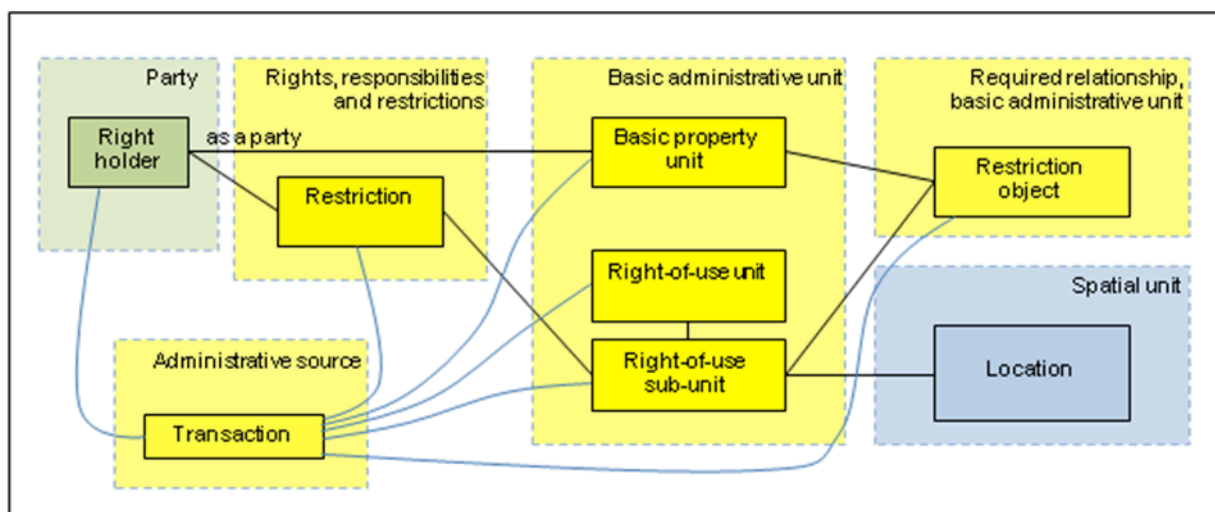 Party
Right
holder
as a party
Rights, responsibilities
and restrictions
Restriction
Basic administrative unit
Basic property
unit
Right-of-use unit
Right-of-use
sub-unit
Required relationship,
basic administrative unit
Restriction
object
Spatial unit
Location
Administrative source
Transaction